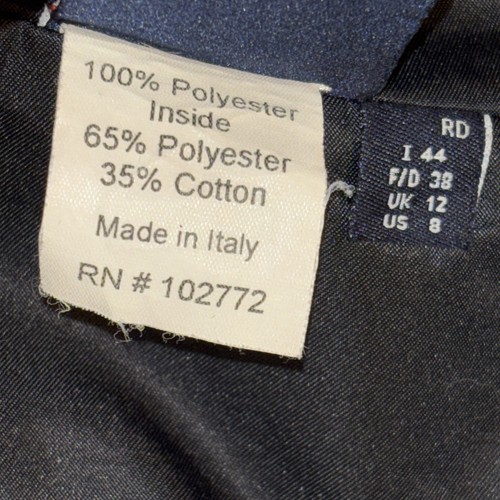 100% Polyester
Inside
65% Polyester
35% Cotton
Made in Italy
RN # 102772
RD
I 44
F/D 38
UK 12
US 8